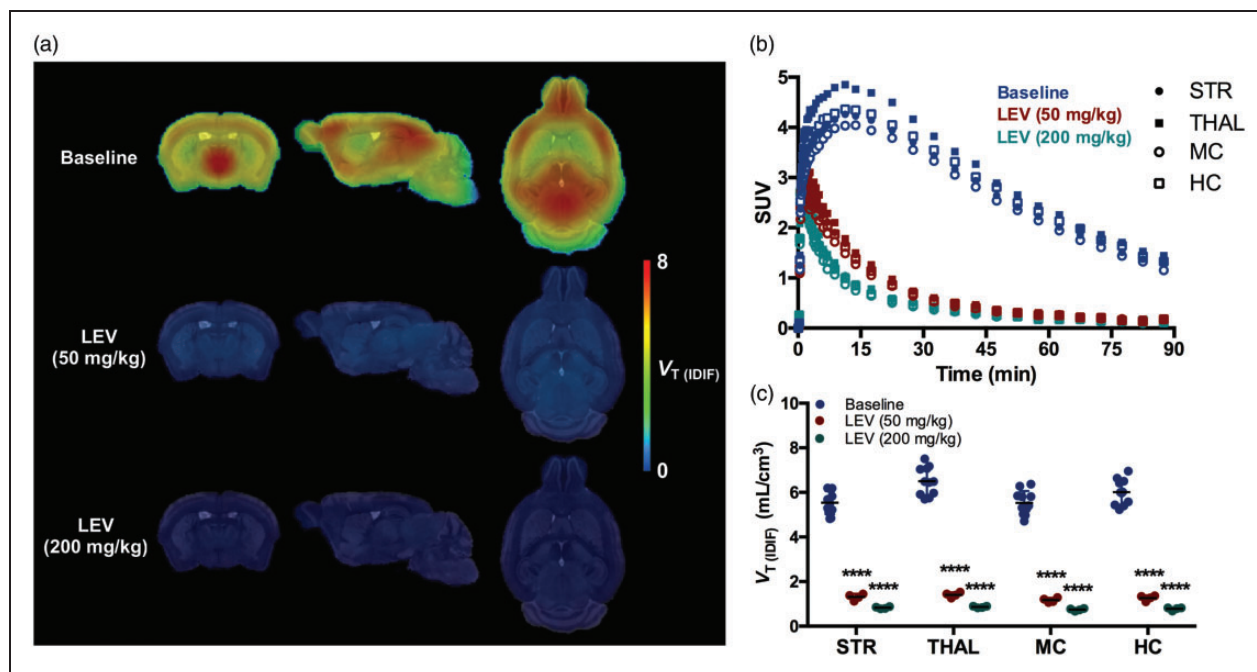 (a)
Baseline
LEV
(50 mg/kg)
LEV
(200 mg/kg)
8
VT (IDIF)
0
(b)
SUV
5
4
3
2
1
0
Baseline
LEV (50 mg/kg)
LEV (200 mg/kg)
STR
THAL
MC
HC
0 15 30 45 60 75 90
Time (min)
(c)
VT (IDIF) (mL/cm³)
10
8
6
4
2
0
Baseline
LEV (50 mg/kg)
LEV (200 mg/kg)
**** **** **** ****
**** **** **** ****
STR THAL MC HC